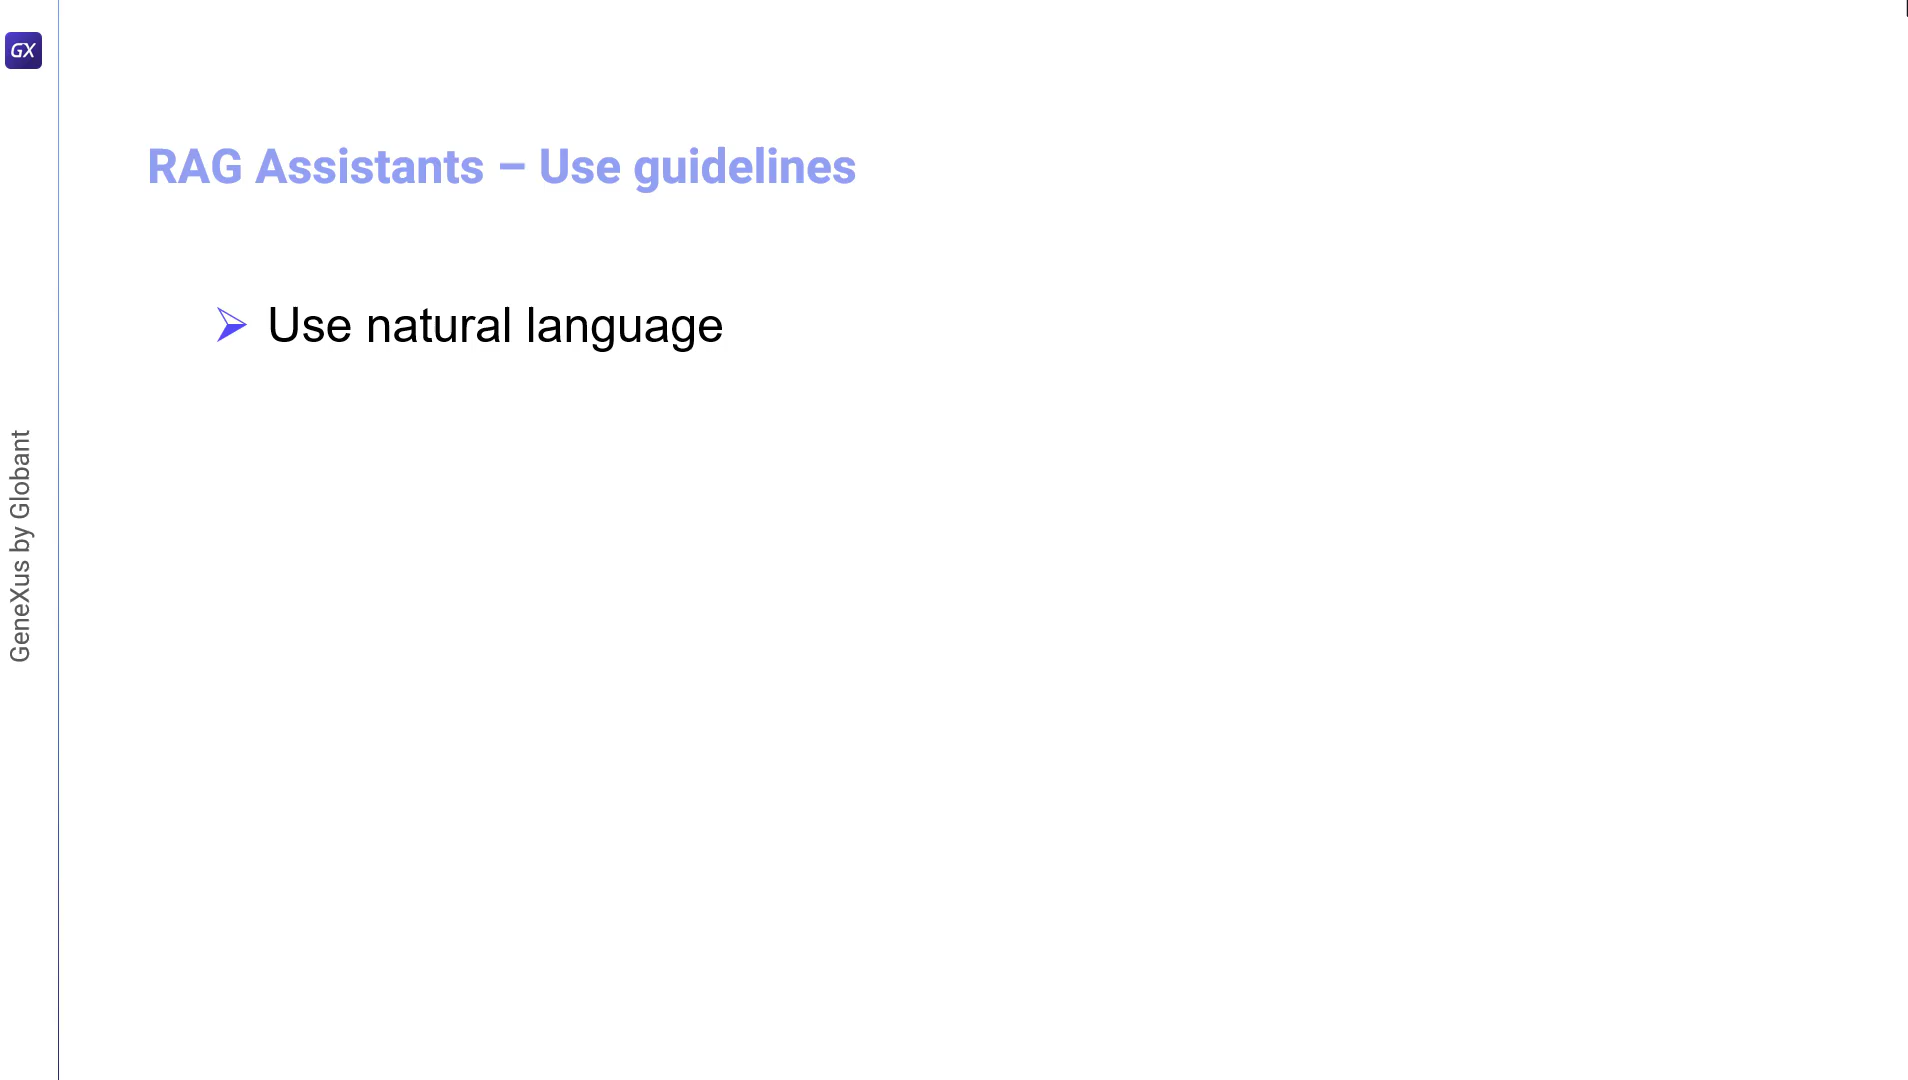 GX
RAG Assistants – Use guidelines
Use natural language
GeneXus by Globant